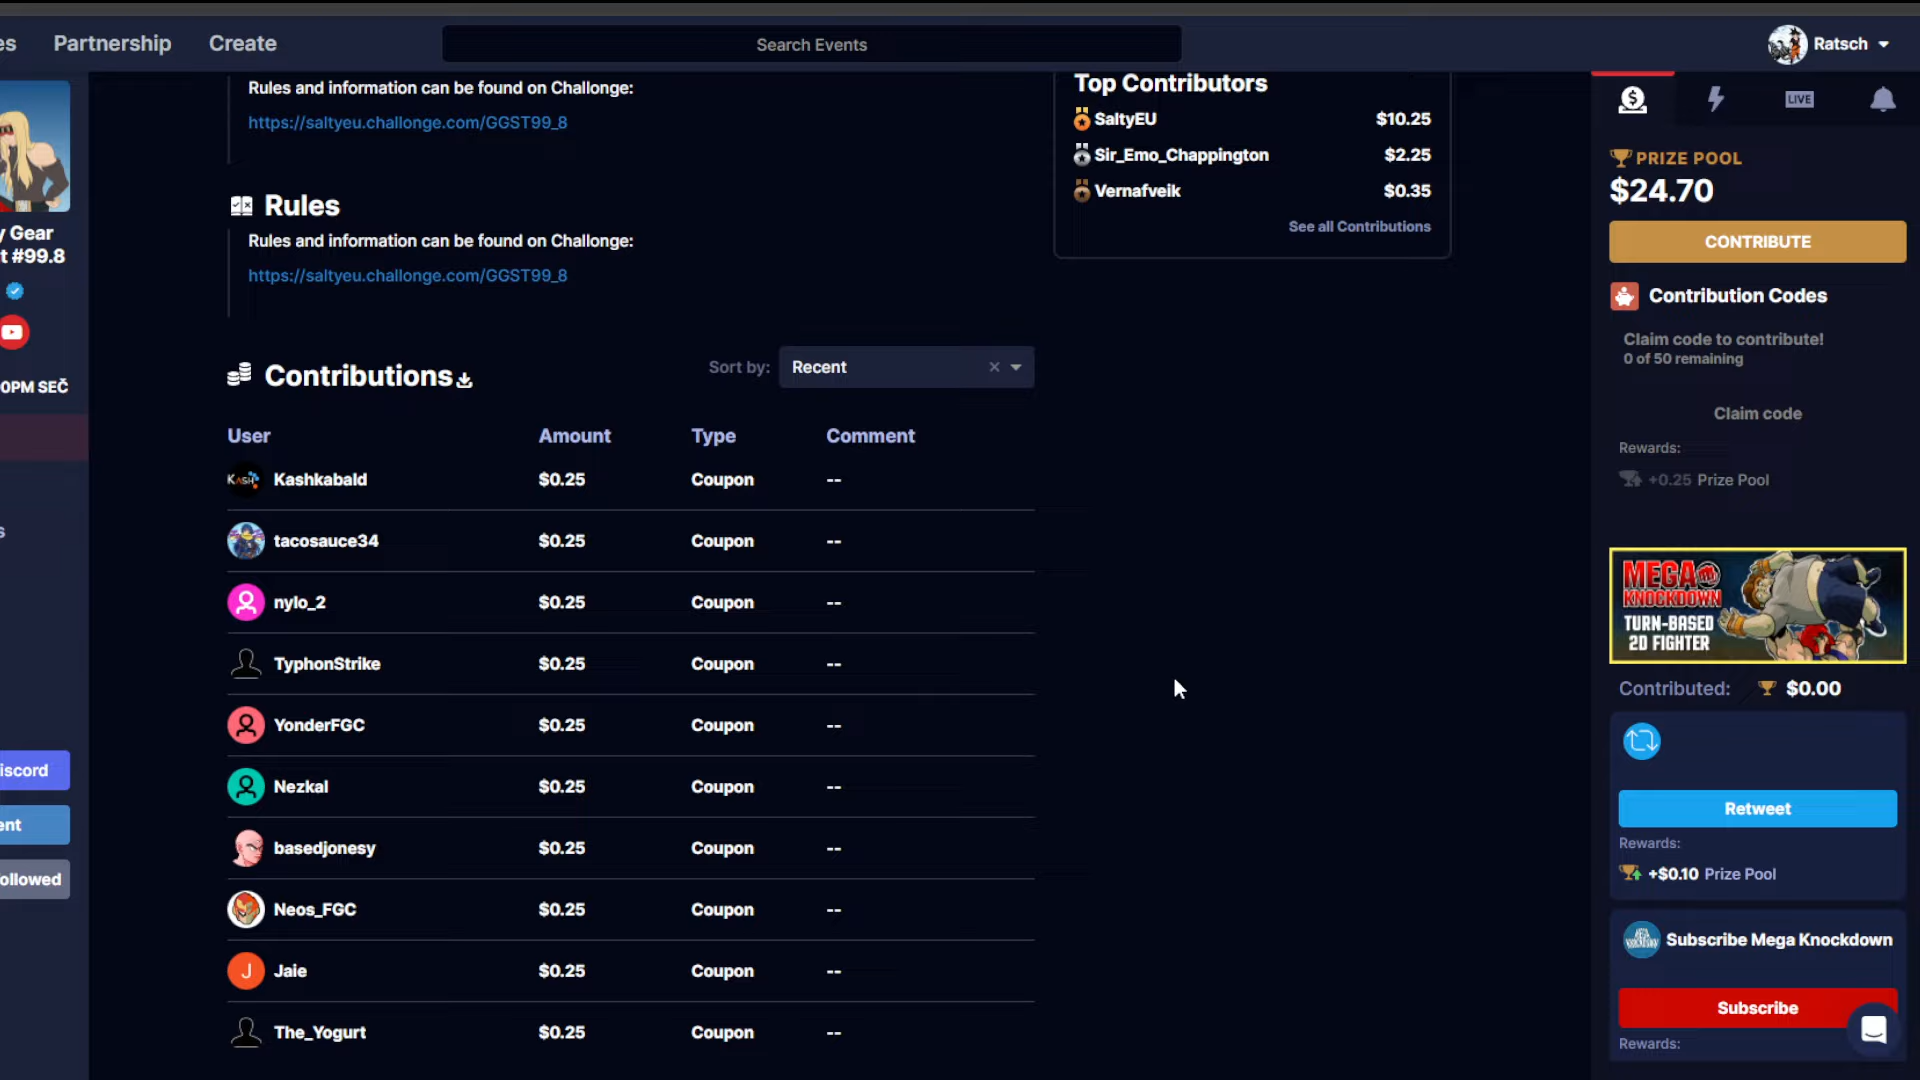 es
Partnership
Create
Search Events
Ratsch
y Gear
t #99.8
0PM SEČ
s
iscord
ent
ollowed
Rules and information can be found on Challonge:
https://saltyeu.challonge.com/GGST99_8
Rules
Rules and information can be found on Challonge:
https://saltyeu.challonge.com/GGST99_8
Contributions
Sort by:
Recent
User Amount Type Comment
KASH Kashkabald $0.25 Coupon --
tacosauce34 $0.25 Coupon --
nylo_2 $0.25 Coupon --
TyphonStrike $0.25 Coupon --
YonderFGC $0.25 Coupon --
Nezkal $0.25 Coupon --
basedjonesy $0.25 Coupon --
Neos_FGC $0.25 Coupon --
J Jaie $0.25 Coupon --
The_Yogurt $0.25 Coupon --
Top Contributors
SaltyEU $10.25
Sir_Emo_Chappington $2.25
Vernafveik $0.35
See all Contributions
LIVE
PRIZE POOL
$24.70
CONTRIBUTE
Contribution Codes
Claim code to contribute!
0 of 50 remaining
Claim code
Rewards:
+0.25 Prize Pool
MEGA
KNOCKDOWN
TURN-BASED
2D FIGHTER
Contributed: $0.00
Retweet
Rewards:
+$0.10 Prize Pool
Subscribe Mega Knockdown
Subscribe
Rewards: